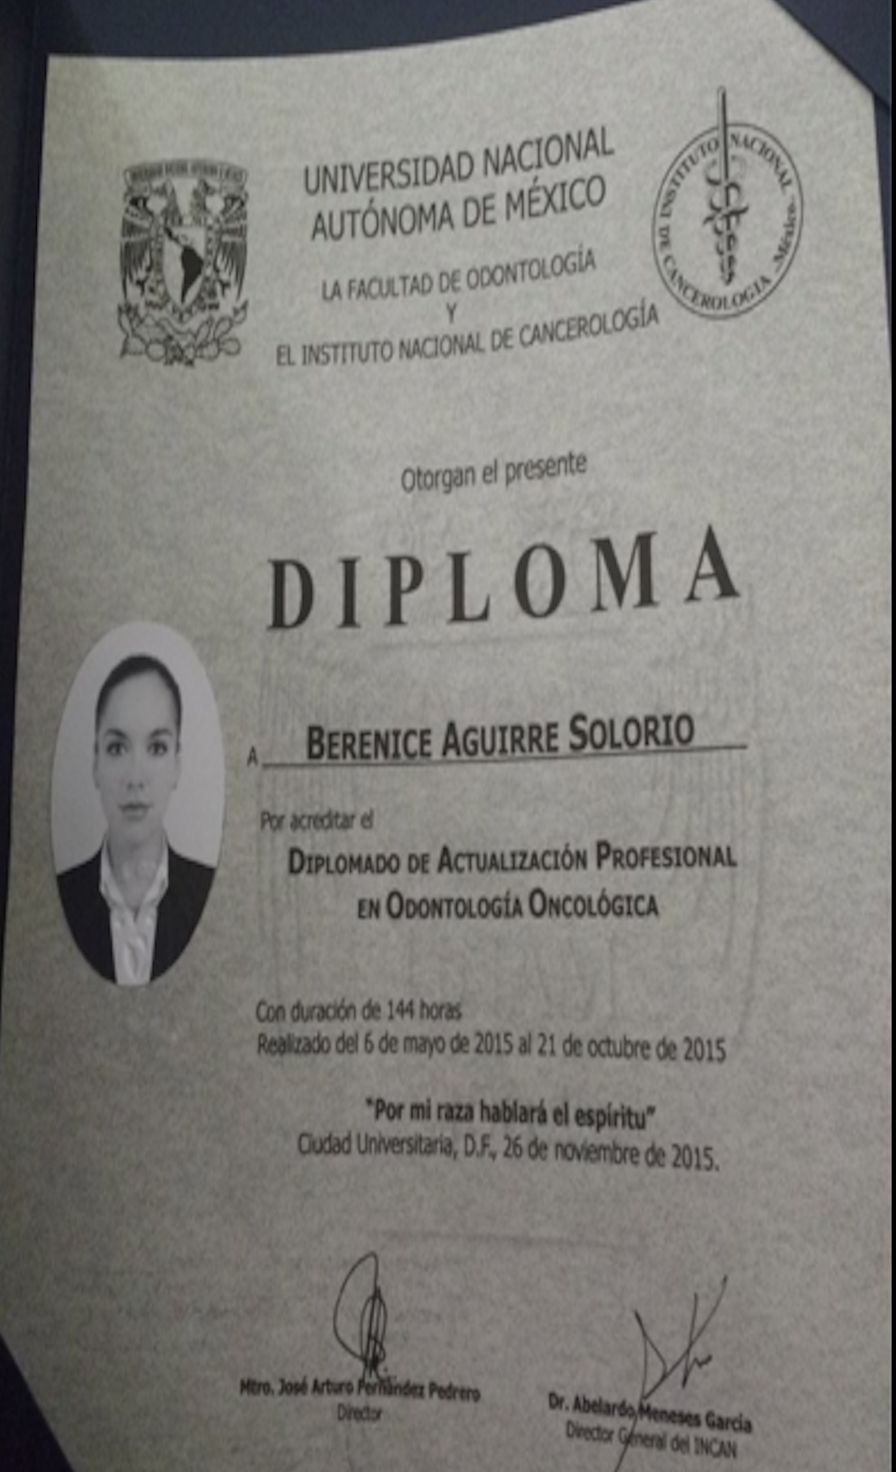 UNIVERSIDAD NACIONAL
AUTÓNOMA DE MÉXICO
LA FACULTAD DE ODONTOLOGÍA
Y
EL INSTITUTO NACIONAL DE CANCEROLOGÍA
INSTITUTO NACIONAL
DE CANCEROLOGIA -México-
Otorgan el presente
DIPLOMA
A BERENICE AGUIRRE SOLORIO
Por acreditar el
DIPLOMADO DE ACTUALIZACIÓN PROFESIONAL
EN ODONTOLOGÍA ONCOLÓGICA
Con duración de 144 horas
Realizado del 6 de mayo de 2015 al 21 de octubre de 2015
"Por mi raza hablará el espíritu"
Ciudad Universitaria, D.F., 26 de noviembre de 2015.
Mtro. José Arturo Fernández Pedrero
Director
Dr. Abelardo Meneses García
Director General del INCAN